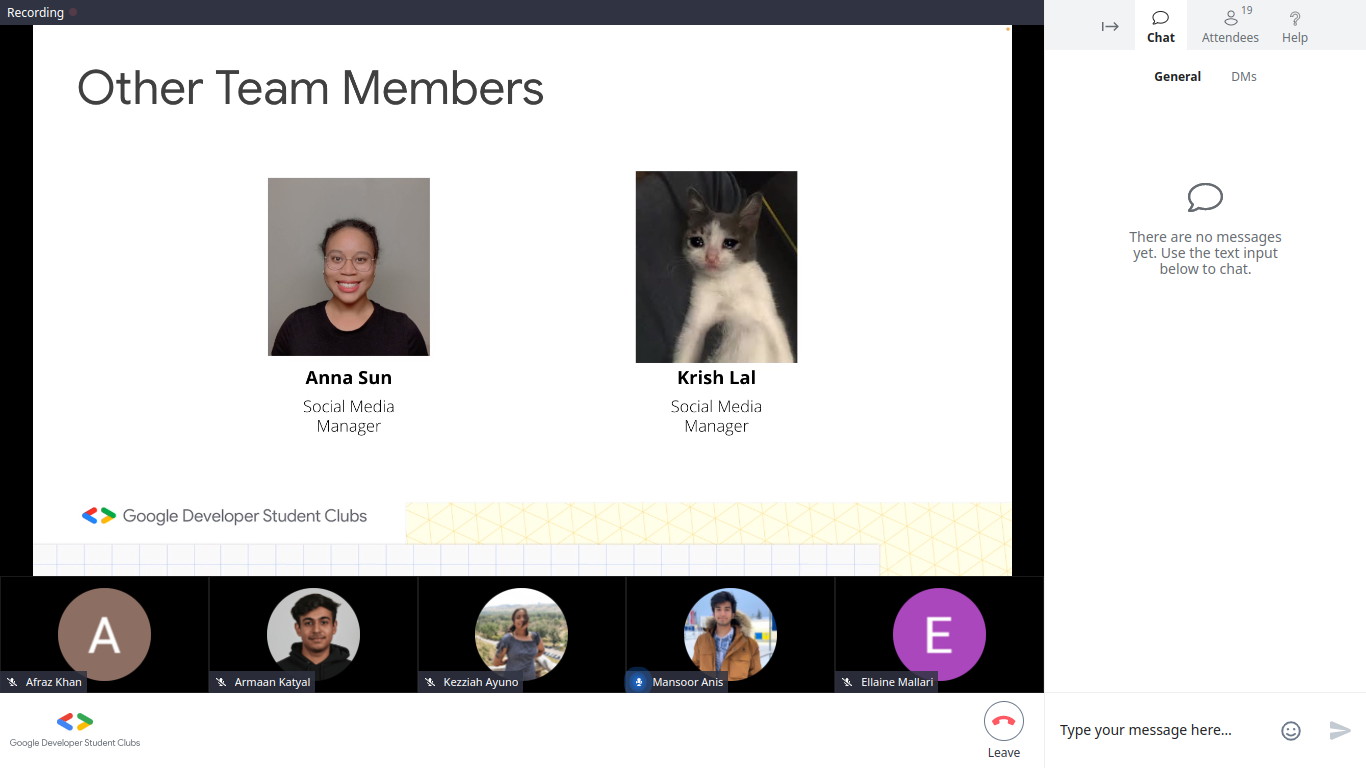 Recording
19
Chat
Attendees
Help
General
DMs
Other Team Members
There are no messages
yet. Use the text input
below to chat.
Anna Sun
Social Media
Manager
Krish Lal
Social Media
Manager
Google Developer Student Clubs
A
E
Afraz Khan
Armaan Katyal
Kezziah Ayuno
Mansoor Anis
Ellaine Mallari
Google Developer Student Clubs
Leave
Type your message here...